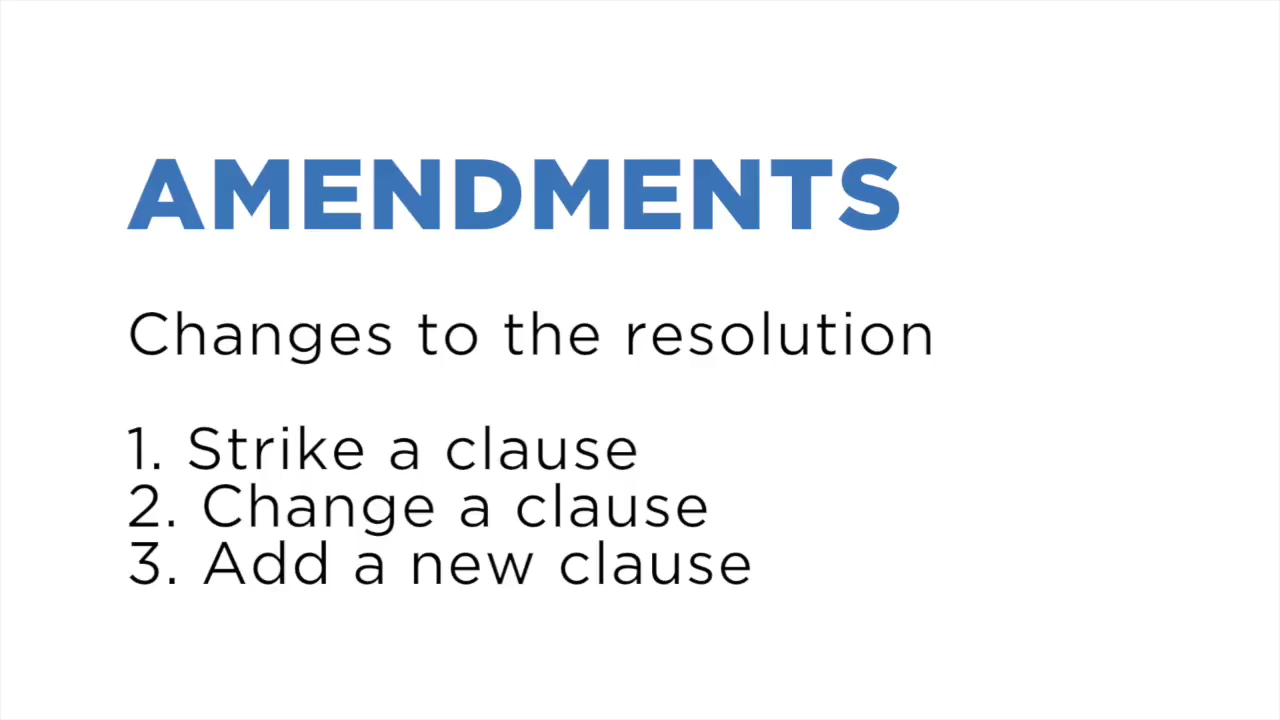 AMENDMENTS
Changes to the resolution
1. Strike a clause
2. Change a clause
3. Add a new clause